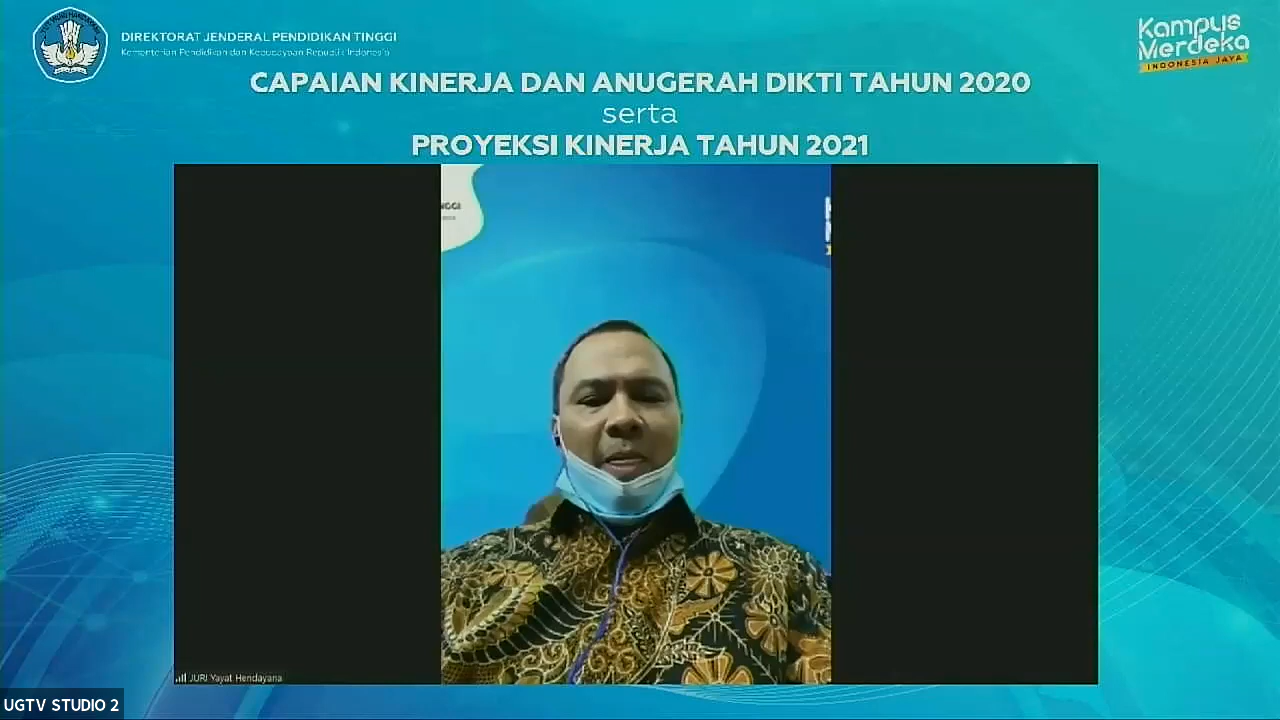 DIREKTORAT JENDERAL PENDIDIKAN TINGGI
Kementerian Pendidikan dan Kebudayaan Republik Indonesia
Kampus
Merdeka
INDONESIA JAYA
CAPAIAN KINERJA DAN ANUGERAH DIKTI TAHUN 2020
serta
PROYEKSI KINERJA TAHUN 2021
JURI Yayat Hendayana
UGTV STUDIO 2